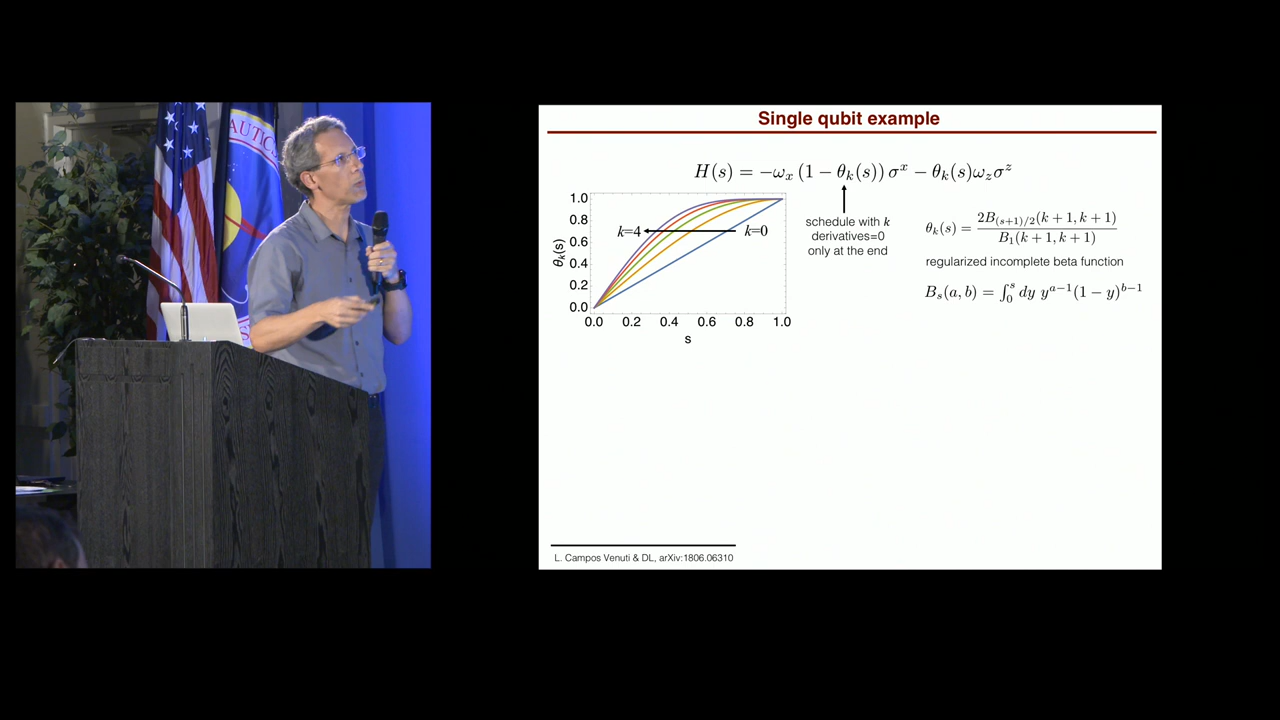 AUTICS
Single qubit example
H(s) = −ω_x (1 − θ_k(s)) σ^x − θ_k(s)ω_zσ^z
1.0
0.8
0.6
0.4
0.2
0.0
θ_k(s)
k=4
k=0
0.0 0.2 0.4 0.6 0.8 1.0
s
schedule with k
derivatives=0
only at the end
θ_k(s) = 2B_{(s+1)/2}(k+1,k+1) / B_1(k+1,k+1)
regularized incomplete beta function
B_s(a, b) = ∫_0^s dy y^{a−1}(1 − y)^{b−1}
L. Campos Venuti & DL, arXiv:1806.06310